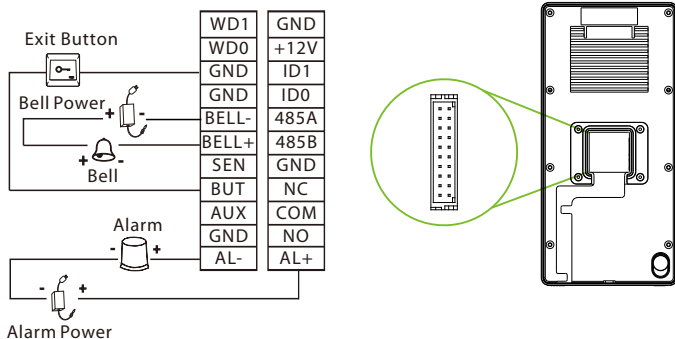 Exit Button
Bell Power
+ -
+ -
Bell
Alarm
- +
- +
Alarm Power
WD1 GND
WD0 +12V
GND ID1
GND ID0
BELL- 485A
BELL+ 485B
SEN GND
BUT NC
AUX COM
GND NO
AL- AL+